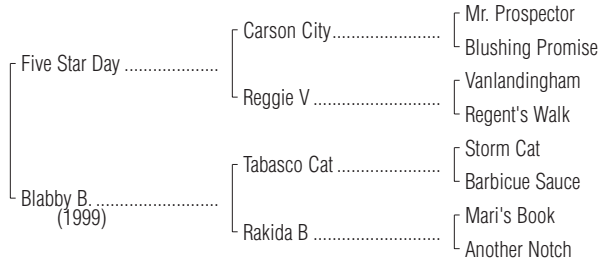 Mr. Prospector
Carson City
Blushing Promise
Five Star Day
Vanlandingham
Reggie V
Regent's Walk
Storm Cat
Tabasco Cat
Barbicue Sauce
Blabby B.
(1999)
Mari's Book
Rakida B
Another Notch